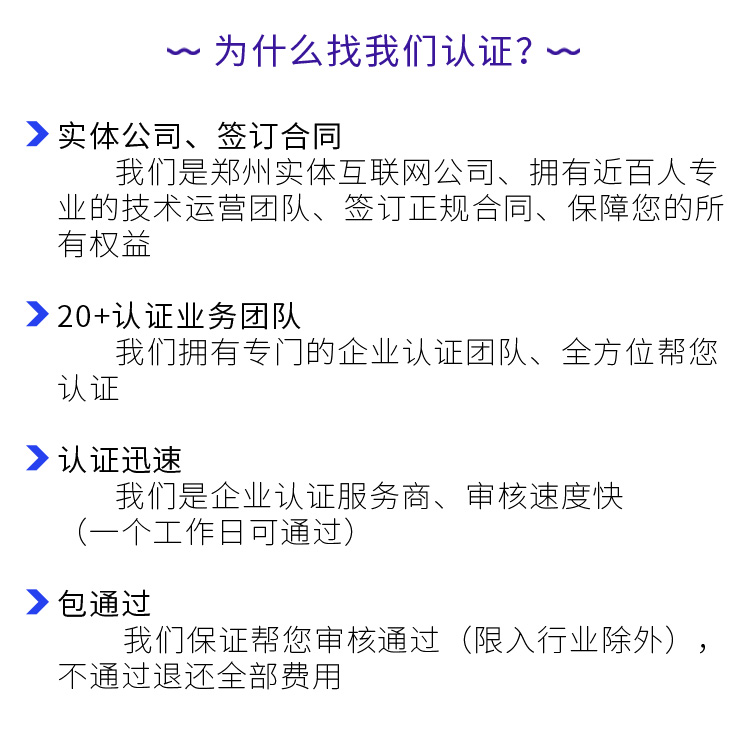 为什么找我们认证?
实体公司、签订合同
我们是郑州实体互联网公司、拥有近百人专
业的技术运营团队、签订正规合同、保障您的所
有权益
20+认证业务团队
我们拥有专门的企业认证团队、全方位帮您
认证
认证迅速
我们是企业认证服务商、审核速度快
（一个工作日可通过）
包通过
我们保证帮您审核通过（限入行业除外），
不通过退还全部费用